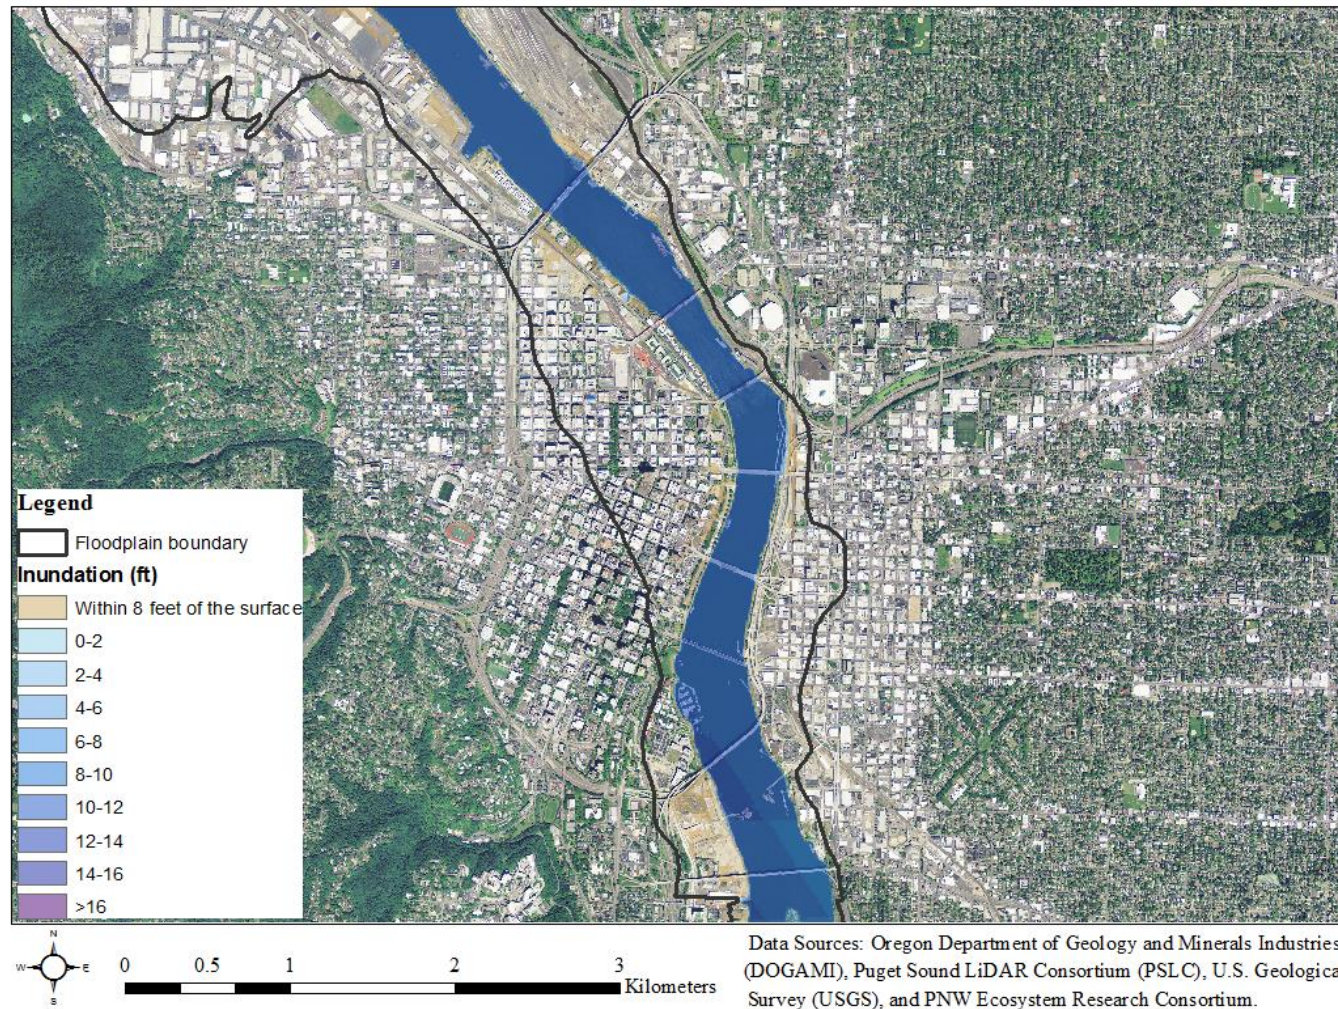 Legend
Floodplain boundary
Inundation (ft)
Within 8 feet of the surface
0-2
2-4
4-6
6-8
8-10
10-12
12-14
14-16
>16
N
W E
S
0 0.5 1 2 3
Kilometers
Data Sources: Oregon Department of Geology and Minerals Industries
(DOGAMI), Puget Sound LiDAR Consortium (PSLC), U.S. Geologica
Survey (USGS), and PNW Ecosystem Research Consortium.